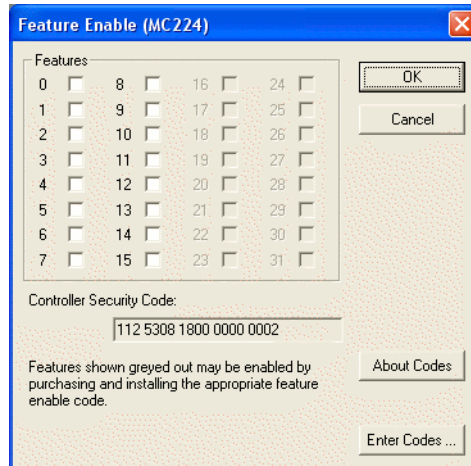 Feature Enable (MC224)
Features
0 8 16 24
1 9 17 25
2 10 18 26
3 11 19 27
4 12 20 28
5 13 21 29
6 14 22 30
7 15 23 31
OK
Cancel
Controller Security Code:
112 5308 1800 0000 0002
Features shown greyed out may be enabled by
purchasing and installing the appropriate feature
enable code.
About Codes
Enter Codes ...